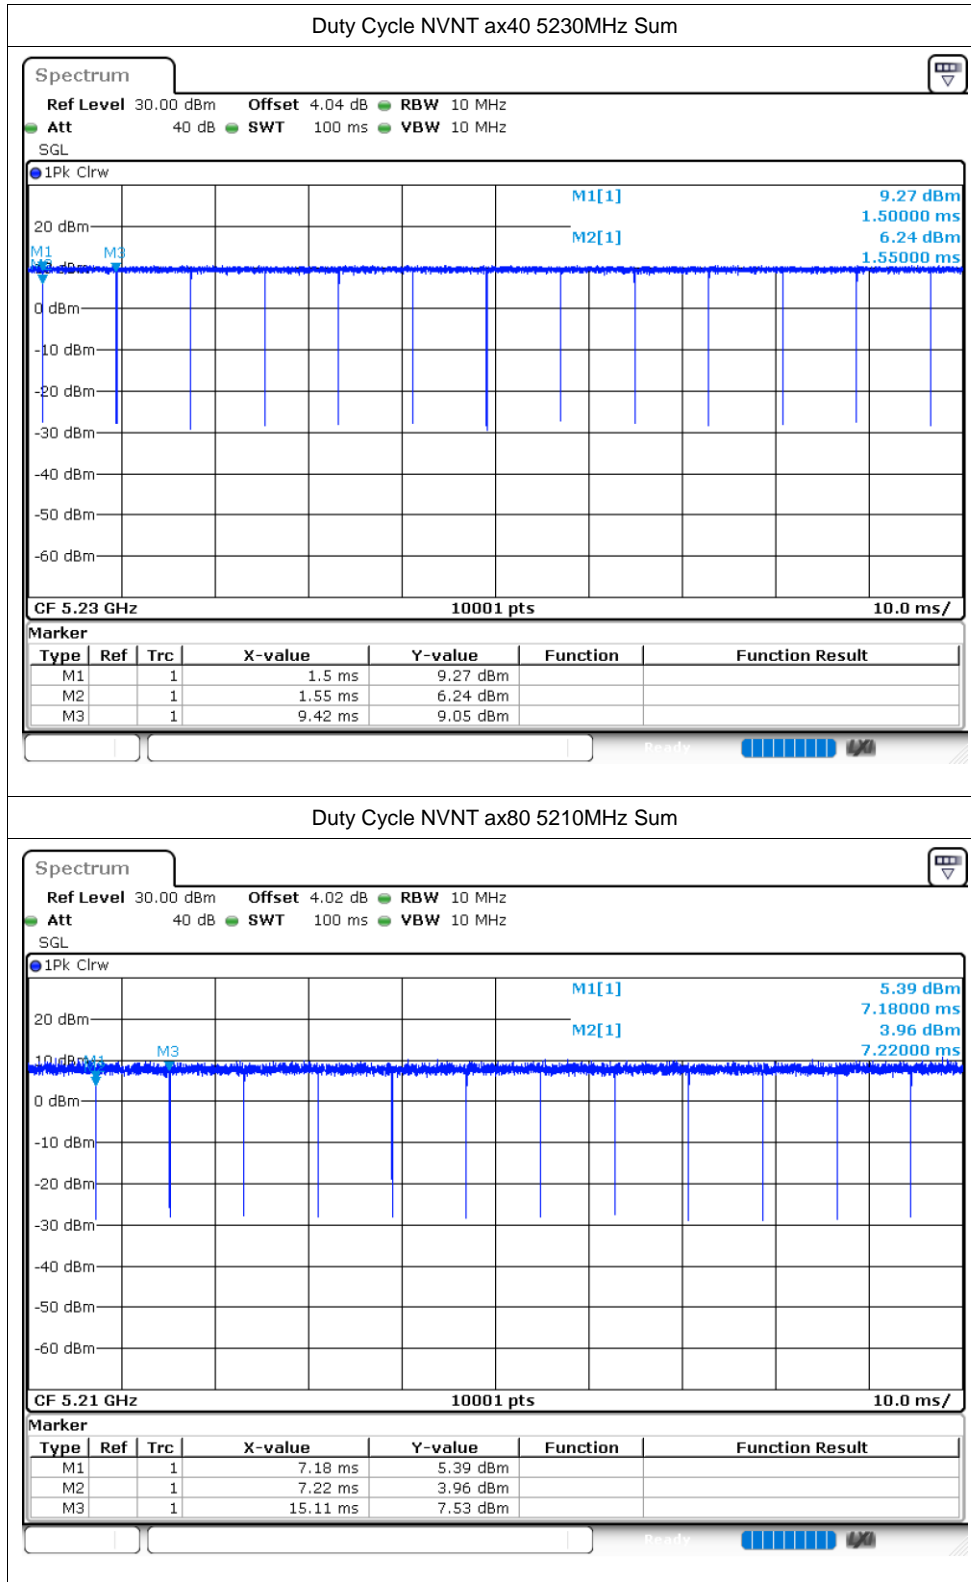 Duty Cycle NVNT ax40 5230MHz Sum
Spectrum
Ref Level 30.00 dBm Offset 4.04 dB RBW 10 MHz
Att 40 dB SWT 100 ms VBW 10 MHz
SGL
1Pk Clrw
M1[1] 9.27 dBm
1.50000 ms
20 dBm
M2[1] 6.24 dBm
1.55000 ms
M1 M3
0 dBm
-10 dBm
-20 dBm
-30 dBm
-40 dBm
-50 dBm
-60 dBm
CF 5.23 GHz 10001 pts 10.0 ms/
Marker
Type Ref Trc X-value Y-value Function Function Result
M1 1 1.5 ms 9.27 dBm
M2 1 1.55 ms 6.24 dBm
M3 1 9.42 ms 9.05 dBm
Ready LXI
Duty Cycle NVNT ax80 5210MHz Sum
Spectrum
Ref Level 30.00 dBm Offset 4.02 dB RBW 10 MHz
Att 40 dB SWT 100 ms VBW 10 MHz
SGL
1Pk Clrw
M1[1] 5.39 dBm
7.18000 ms
20 dBm
M2[1] 3.96 dBm
7.22000 ms
M3
10 dBm M1
0 dBm
-10 dBm
-20 dBm
-30 dBm
-40 dBm
-50 dBm
-60 dBm
CF 5.21 GHz 10001 pts 10.0 ms/
Marker
Type Ref Trc X-value Y-value Function Function Result
M1 1 7.18 ms 5.39 dBm
M2 1 7.22 ms 3.96 dBm
M3 1 15.11 ms 7.53 dBm
Ready LXI